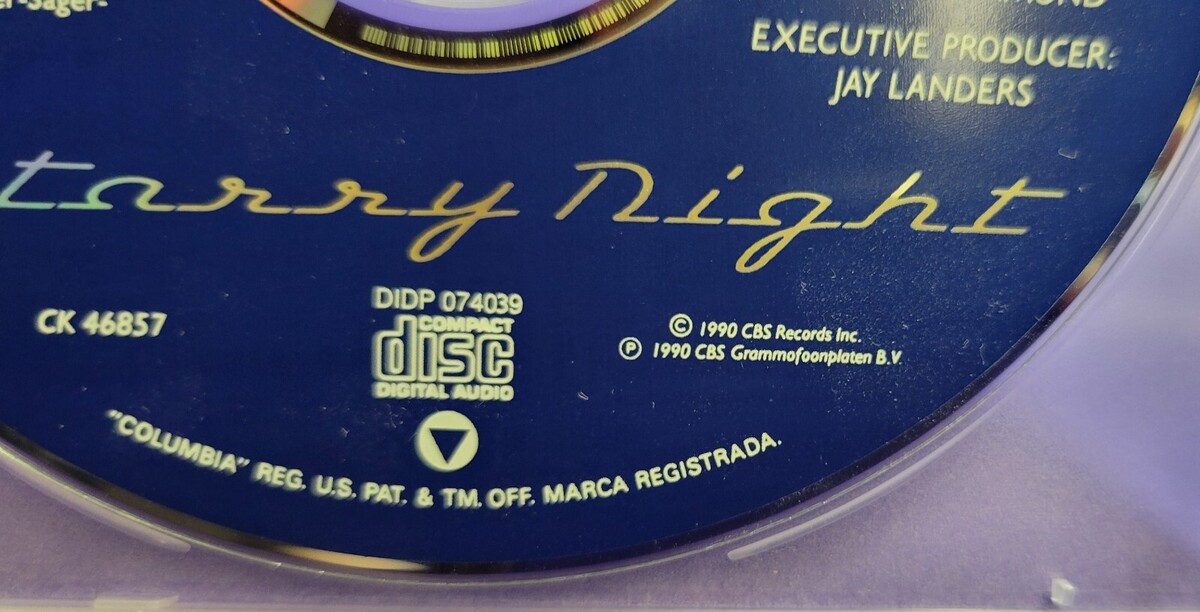 EXECUTIVE PRODUCER:
JAY LANDERS
tarry Night
DIDP 074039
COMPACT
disc
DIGITAL AUDIO
CK 46857
© 1990 CBS Records Inc.
℗ 1990 CBS Grammofoonplaten B.V.
"COLUMBIA" REG. U.S. PAT. & TM. OFF. MARCA REGISTRADA.